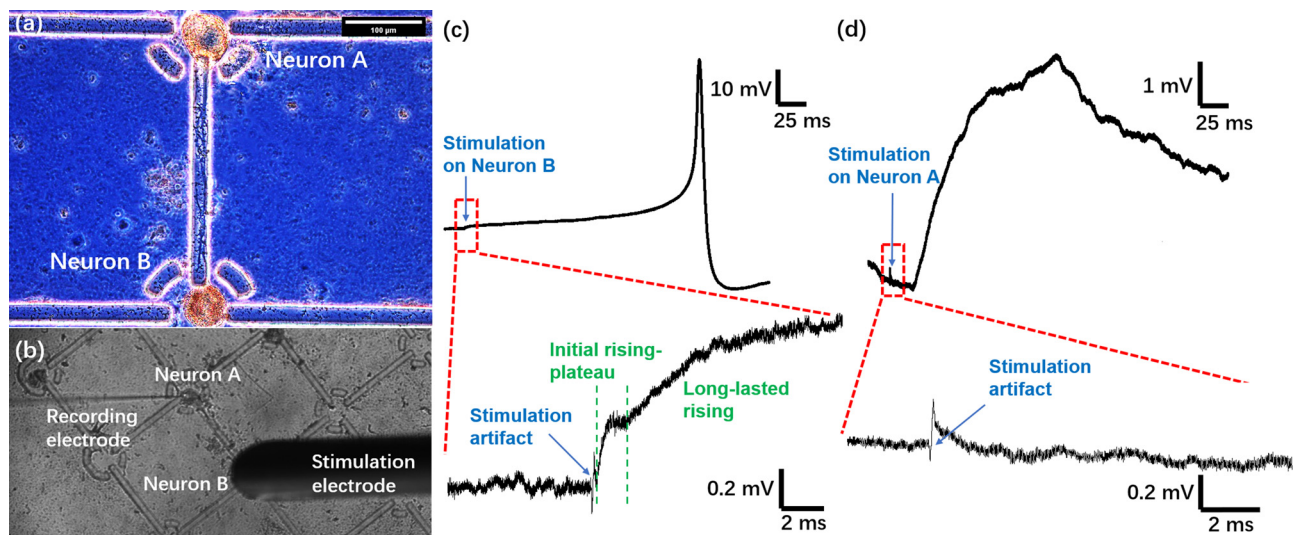 (a)
100 µm
Neuron A
Neuron B
(b)
Neuron A
Recording
electrode
Neuron B
Stimulation
electrode
(c)
10 mV
25 ms
Stimulation
on Neuron B
Initial rising-
plateau
Long-lasted
rising
Stimulation
artifact
0.2 mV
2 ms
(d)
1 mV
25 ms
Stimulation
on Neuron A
Stimulation
artifact
0.2 mV
2 ms